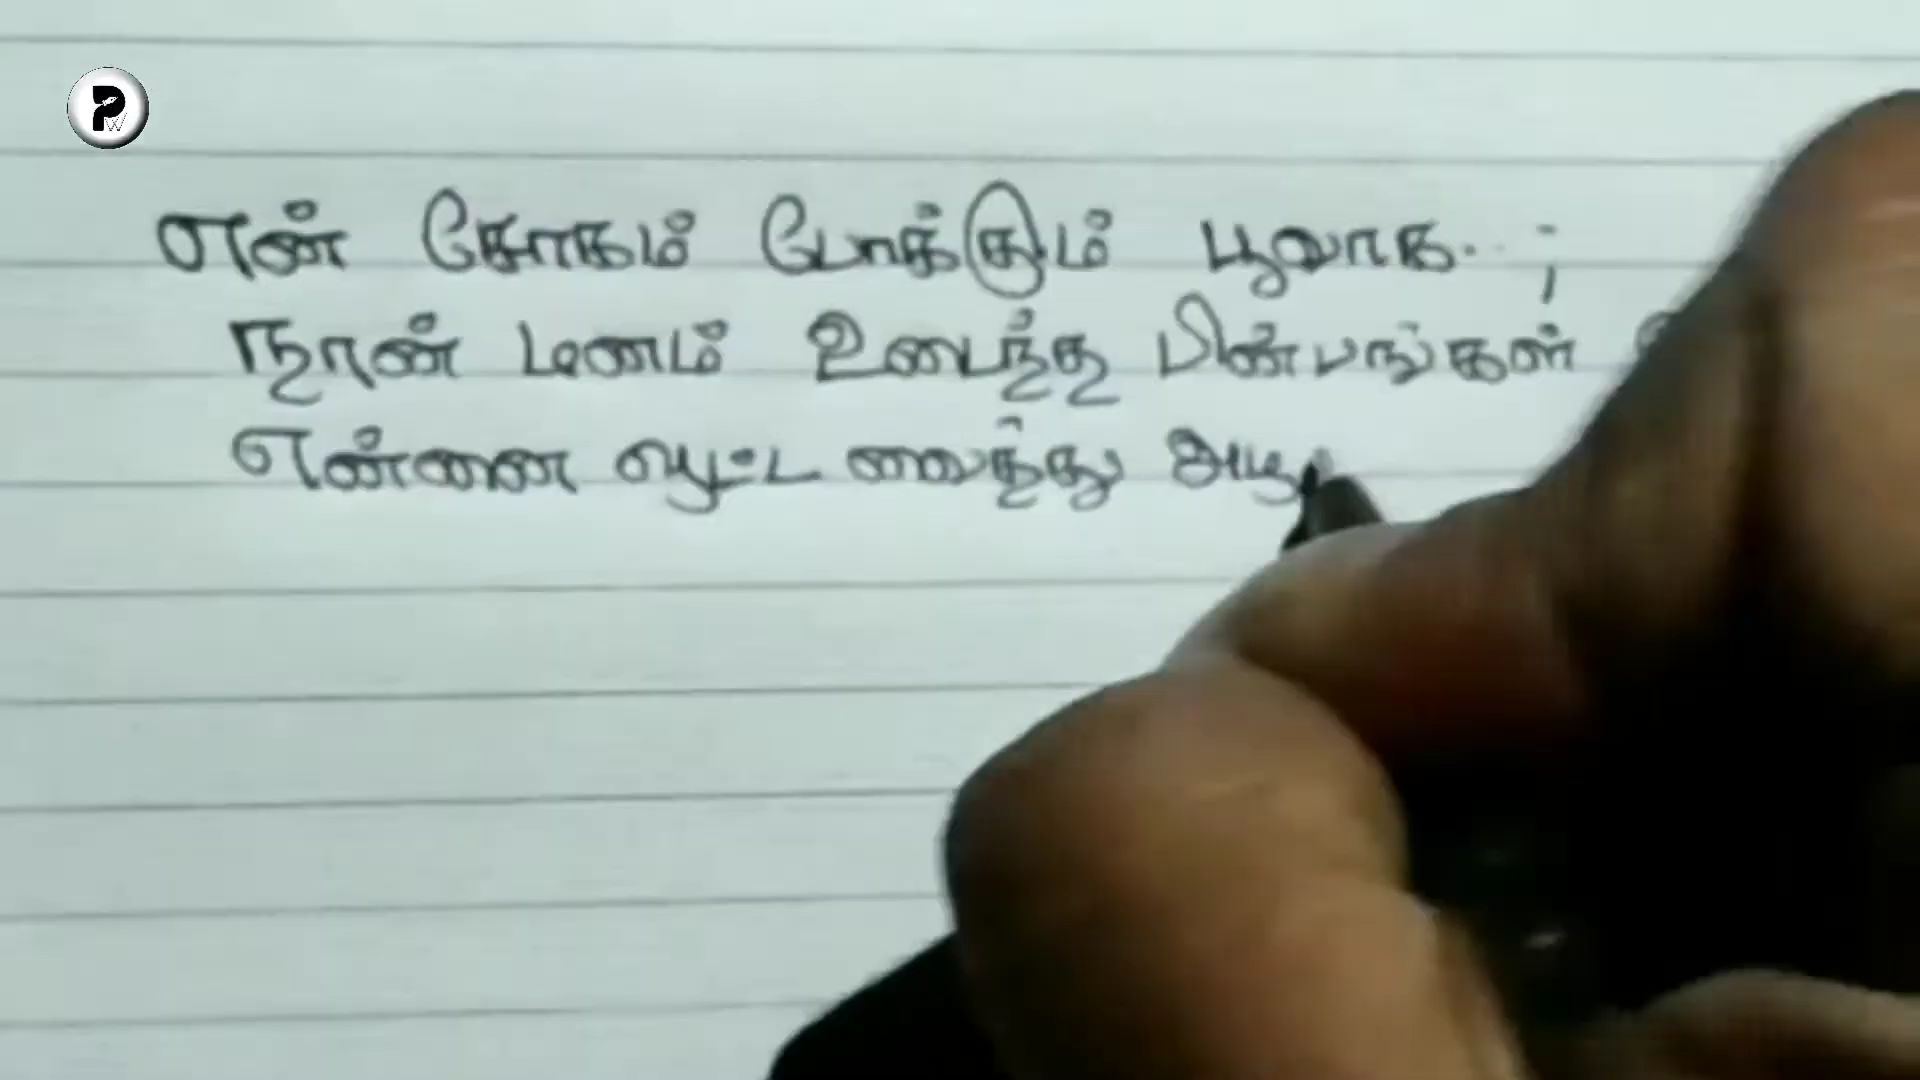 என் சோகம் போக்கும் பூவாக..;
நான் மனம் உடைந்த பின்பங்கள்
என்னை வைத்து